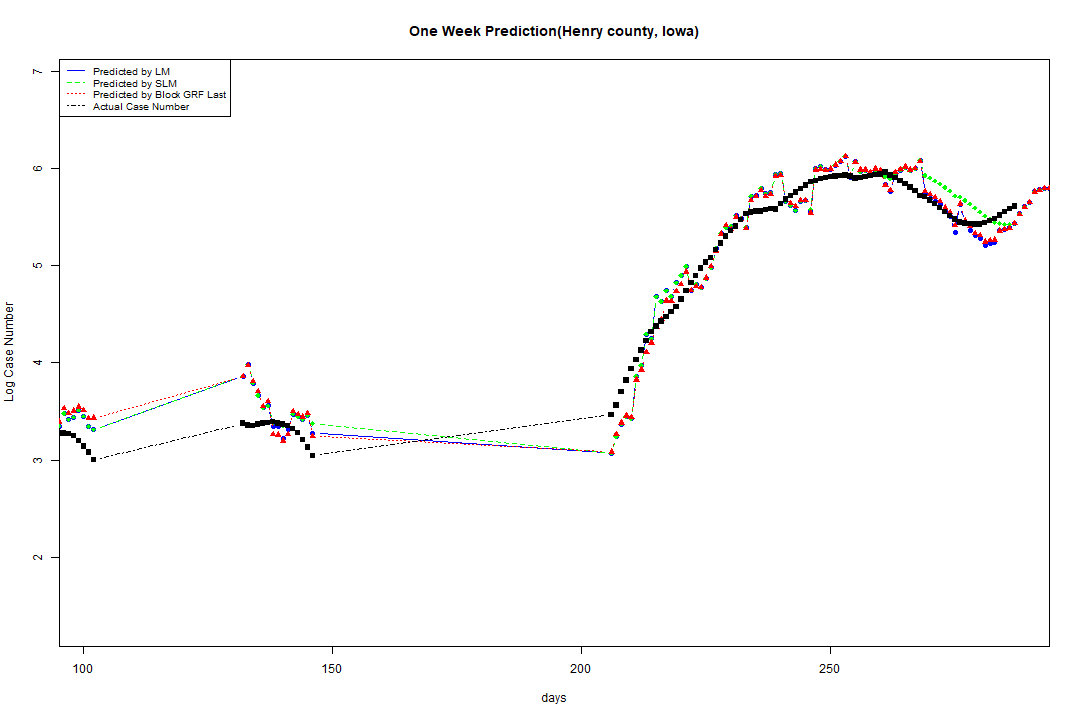 One Week Prediction(Henry county, Iowa)
Predicted by LM
Predicted by SLM
Predicted by Block GRF Last
Actual Case Number
7
6
5
4
3
2
Log Case Number
100 150 200 250
days